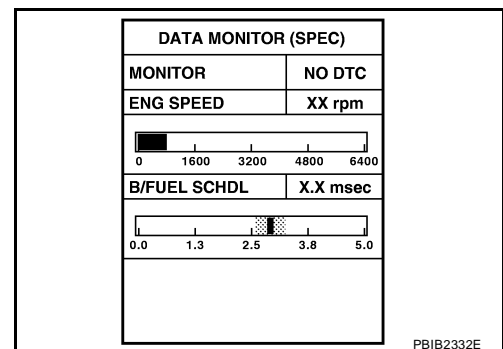 DATA MONITOR (SPEC)
MONITOR NO DTC
ENG SPEED XX rpm
0 1600 3200 4800 6400
B/FUEL SCHDL X.X msec
0.0 1.3 2.5 3.8 5.0
PBIB2332E